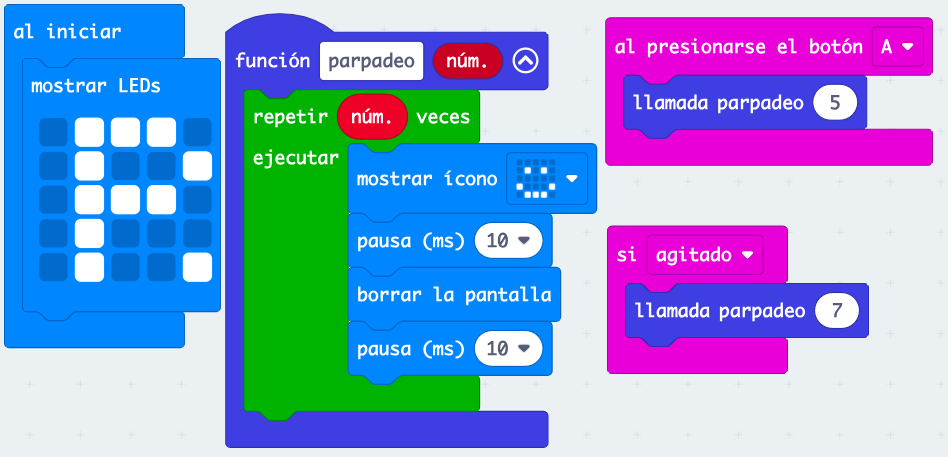 al iniciar
mostrar LEDs
función parpadeo núm.
repetir núm. veces
ejecutar
mostrar ícono
pausa (ms) 10
borrar la pantalla
pausa (ms) 10
al presionarse el botón A
llamada parpadeo 5
si agitado
llamada parpadeo 7